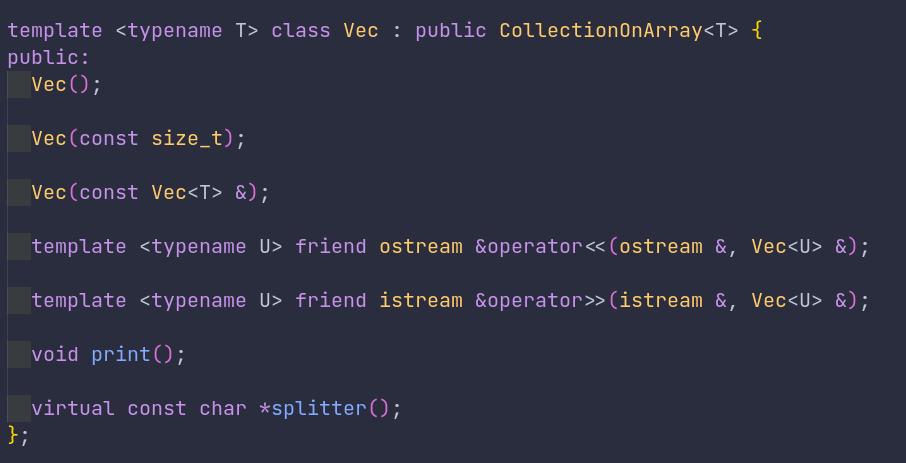 template <typename T> class Vec : public CollectionOnArray<T> {
public:
  Vec();
  Vec(const size_t);
  Vec(const Vec<T> &);
  template <typename U> friend ostream &operator<<(ostream &, Vec<U> &);
  template <typename U> friend istream &operator>>(istream &, Vec<U> &);
  void print();
  virtual const char *splitter();
};